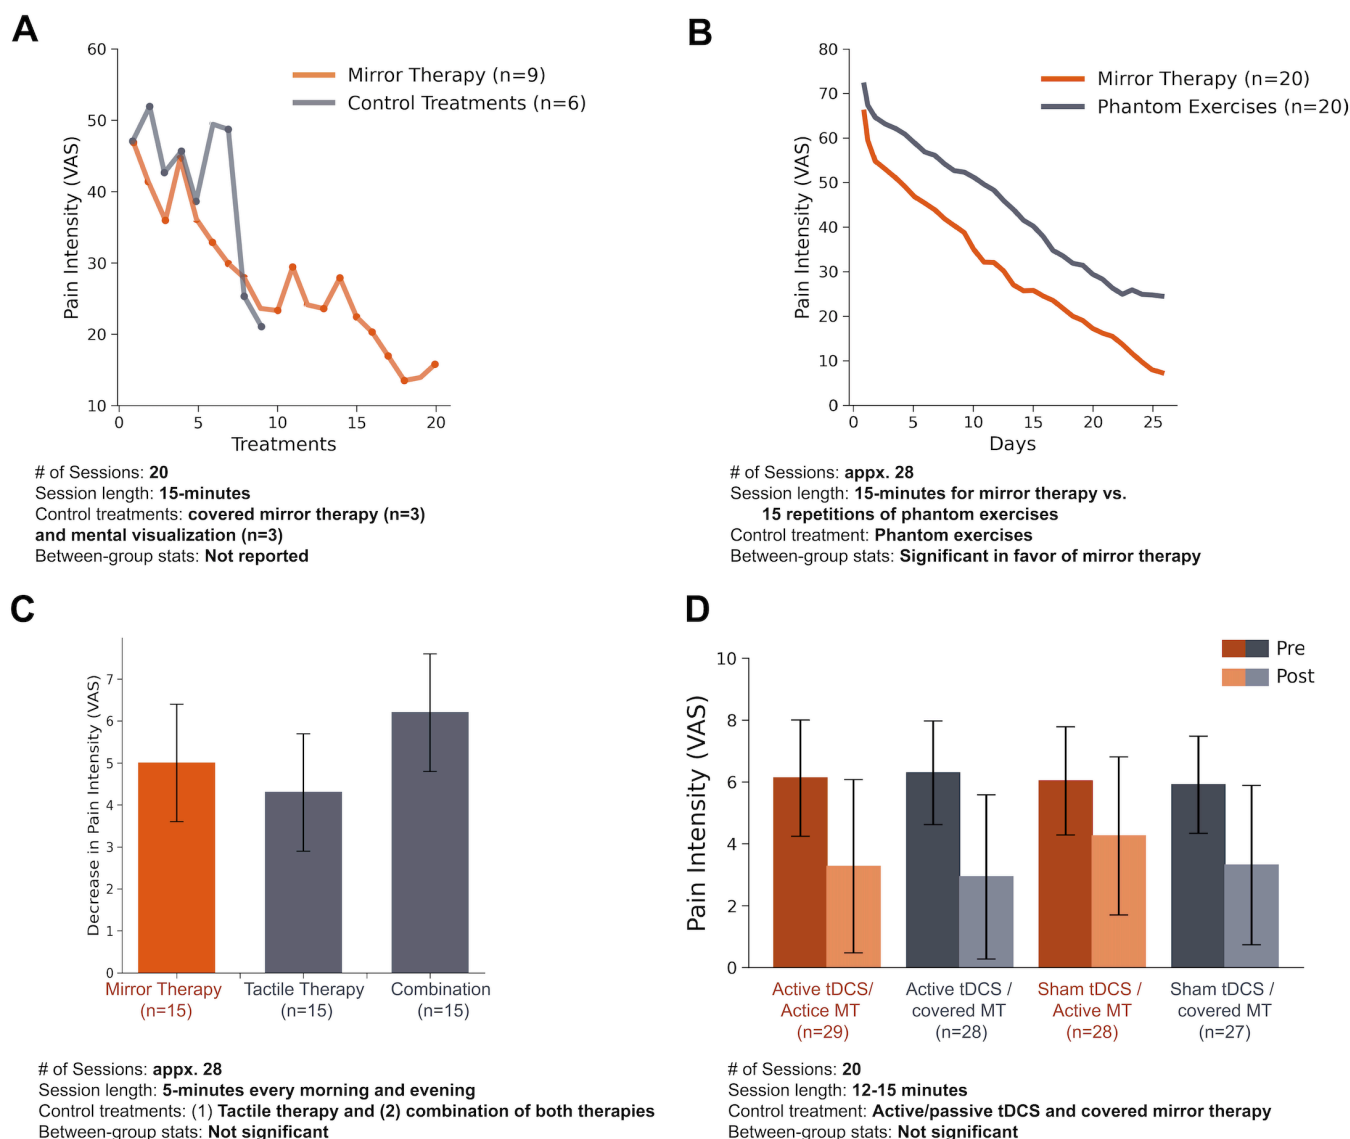 A
60
50
40
30
20
10
Pain Intensity (VAS)
Mirror Therapy (n=9)
Control Treatments (n=6)
0 5 10 15 20
Treatments
# of Sessions: 20
Session length: 15-minutes
Control treatments: covered mirror therapy (n=3)
and mental visualization (n=3)
Between-group stats: Not reported
B
80
70
60
50
40
30
20
10
0
Pain Intensity (VAS)
Mirror Therapy (n=20)
Phantom Exercises (n=20)
0 5 10 15 20 25
Days
# of Sessions: appx. 28
Session length: 15-minutes for mirror therapy vs.
15 repetitions of phantom exercises
Control treatment: Phantom exercises
Between-group stats: Significant in favor of mirror therapy
C
7
6
5
4
3
2
1
0
Decrease in Pain Intensity (VAS)
Mirror Therapy
(n=15)
Tactile Therapy
(n=15)
Combination
(n=15)
# of Sessions: appx. 28
Session length: 5-minutes every morning and evening
Control treatments: (1) Tactile therapy and (2) combination of both therapies
Between-group stats: Not significant
D
10
8
6
4
2
0
Pain Intensity (VAS)
Pre
Post
Active tDCS/
Actice MT
(n=29)
Active tDCS /
covered MT
(n=28)
Sham tDCS /
Active MT
(n=28)
Sham tDCS /
covered MT
(n=27)
# of Sessions: 20
Session length: 12-15 minutes
Control treatment: Active/passive tDCS and covered mirror therapy
Between-group stats: Not significant